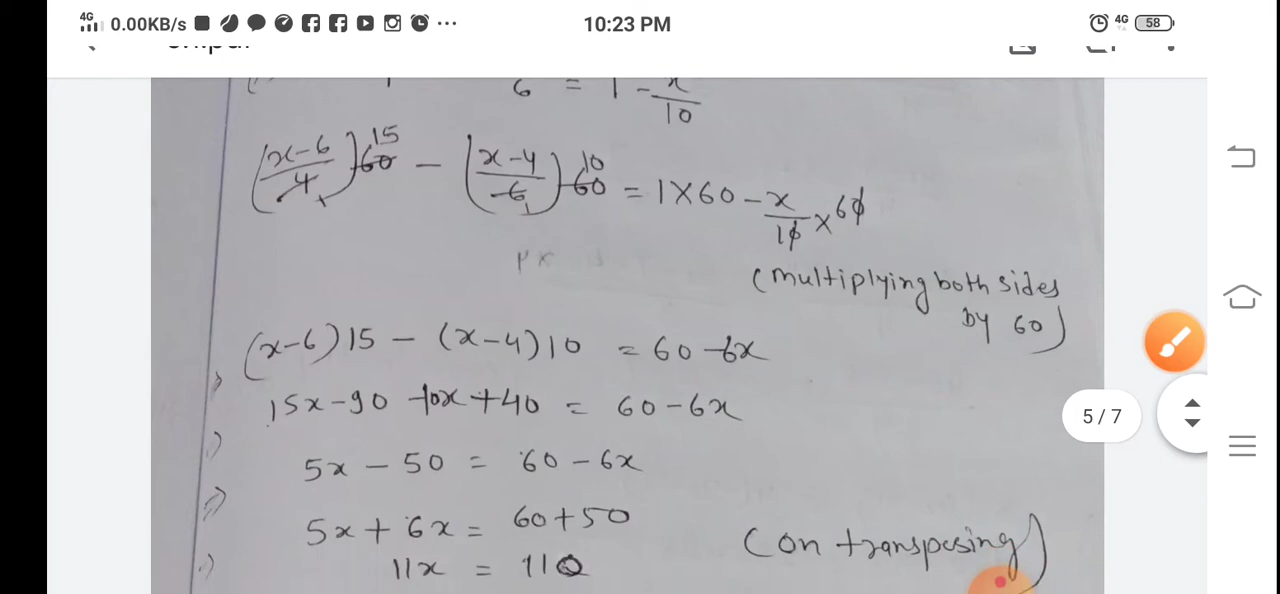 4G 0.00KB/s ... 10:23 PM 4G 58
6 = 1 - x/10
(x-6/4)60 15 - (x-4/6)60 10 = 1×60 - x/10 × 60
(multiplying both sides
by 60)
(x-6)15 - (x-4)10 = 60-6x
5/7
15x-90-10x+40 = 60-6x
5x-50 = 60-6x
5x+6x = 60+50
(on transposing)
11x = 110